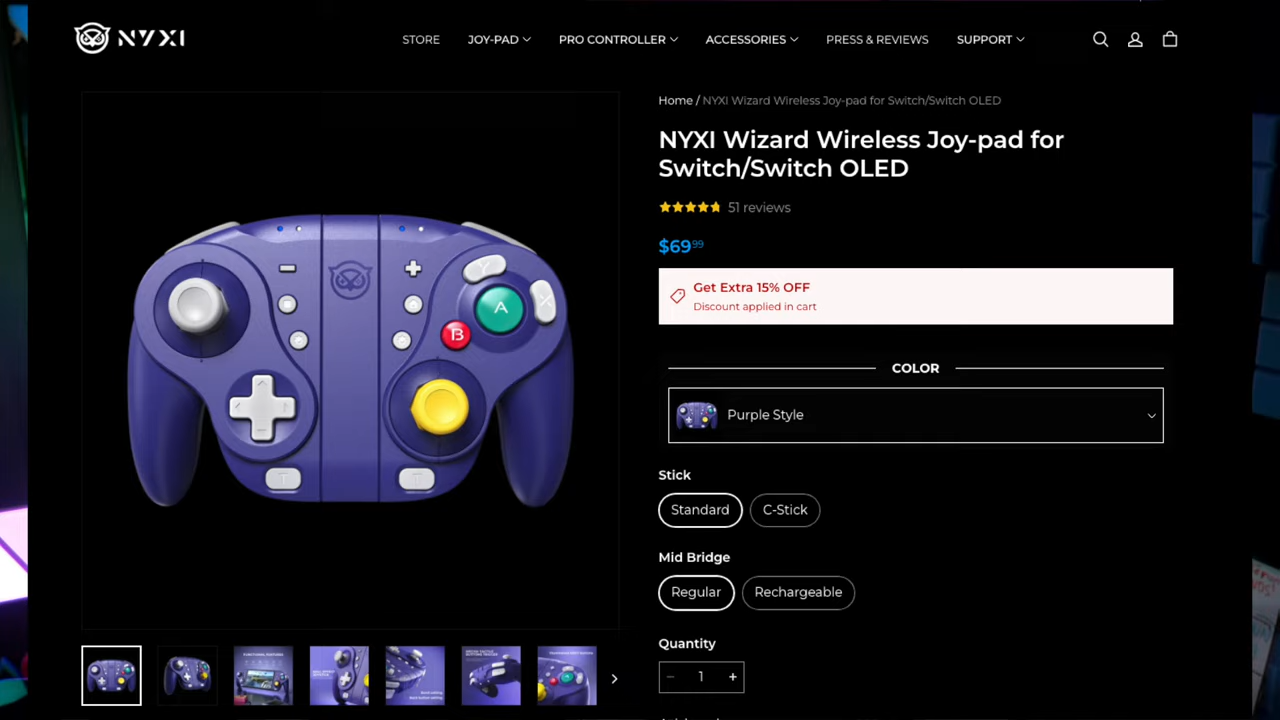 NYXI
STORE
JOY-PAD
PRO CONTROLLER
ACCESSORIES
PRESS & REVIEWS
SUPPORT
Home / NYXI Wizard Wireless Joy-pad for Switch/Switch OLED
NYXI Wizard Wireless Joy-pad for
Switch/Switch OLED
51 reviews
$69.99
Get Extra 15% OFF
Discount applied in cart
COLOR
Purple Style
Stick
Standard
C-Stick
Mid Bridge
Regular
Rechargeable
Quantity
− 1 +
Y
X
A
B
T
T